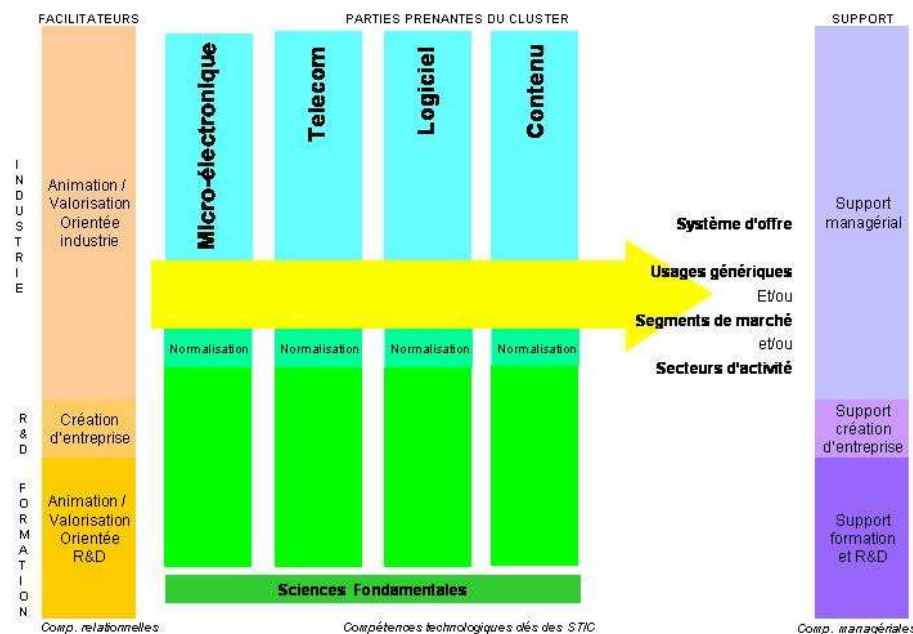 FACILITATEURS
PARTIES PRENANTES DU CLUSTER
SUPPORT
INDUSTRIE
R&D
FORMATION
Animation /
Valorisation
Orientée
industrie
Création
d'entreprise
Animation /
Valorisation
Orientée
R&D
Micro-électronique
Telecom
Logiciel
Contenu
Normalisation
Normalisation
Normalisation
Normalisation
Sciences Fondamentales
Système d'offre
Usages génériques
Et/ou
Segments de marché
et/ou
Secteurs d'activité
Support
managérial
Support
création
d'entreprise
Support
formation
et R&D
Comp. relationnelles
Compétences technologiques clés des STIC
Comp. managériales